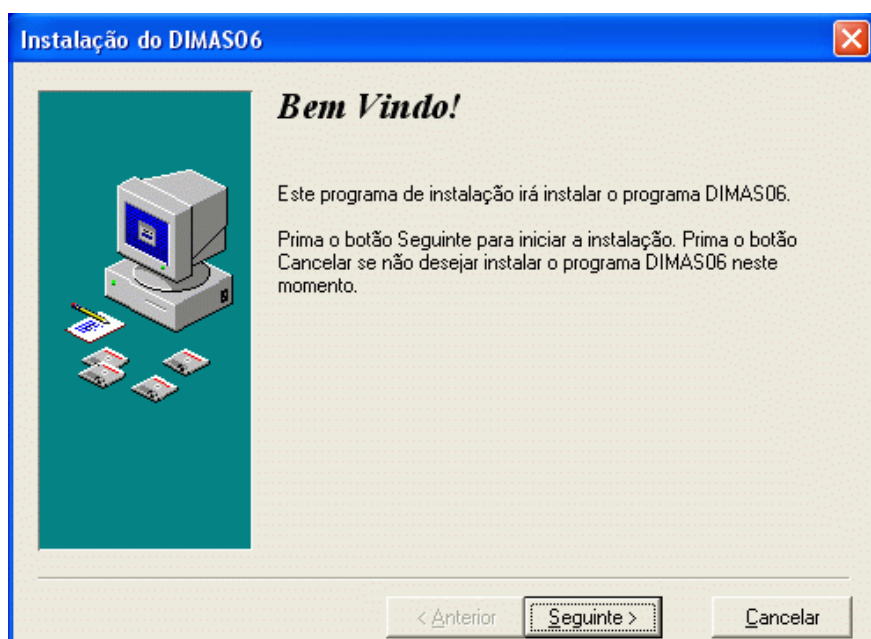 Instalação do DIMAS06
Bem Vindo!
Este programa de instalação irá instalar o programa DIMAS06.
Prima o botão Seguinte para iniciar a instalação. Prima o botão
Cancelar se não desejar instalar o programa DIMAS06 neste
momento.
< Anterior
Seguinte >
Cancelar